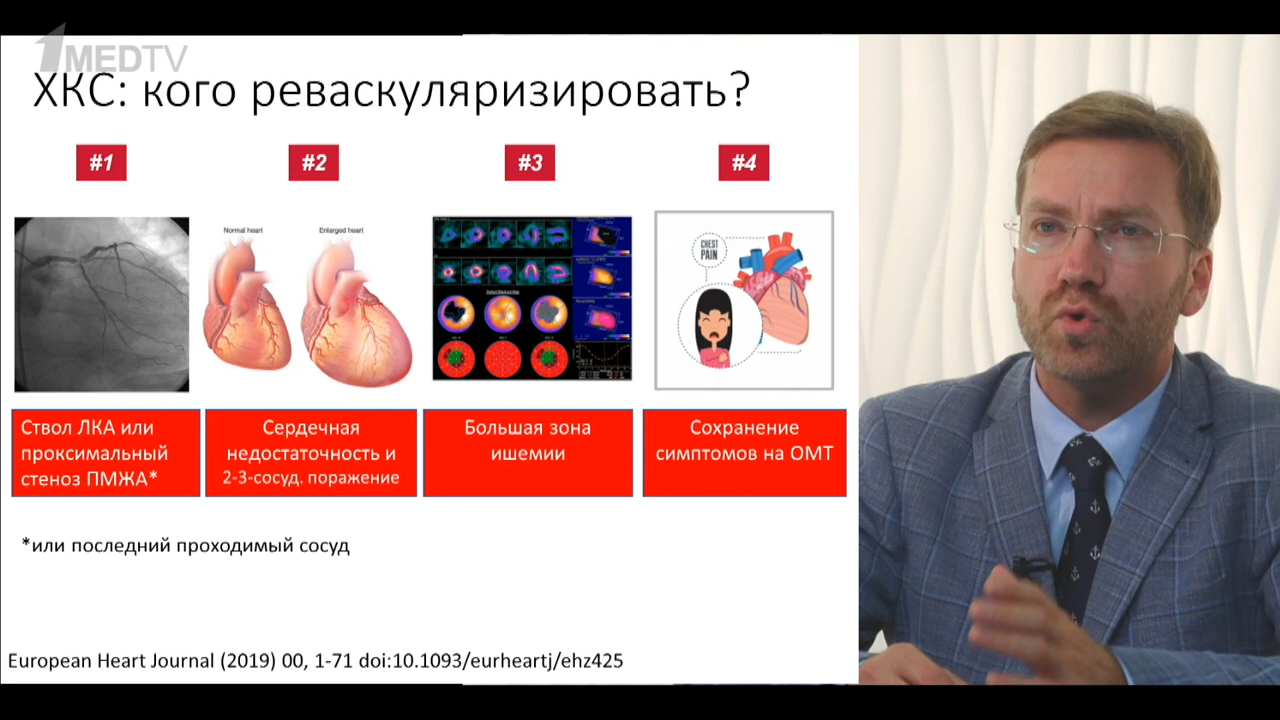 1MEDTV
ХКС: кого реваскуляризировать?
#1
#2
#3
#4
Normal heart
Enlarged heart
CHEST
PAIN
Ствол ЛКА или
проксимальный
стеноз ПМЖА*
Сердечная
недостаточность и
2-3-сосуд. поражение
Большая зона
ишемии
Сохранение
симптомов на ОМТ
*или последний проходимый сосуд
European Heart Journal (2019) 00, 1-71 doi:10.1093/eurheartj/ehz425